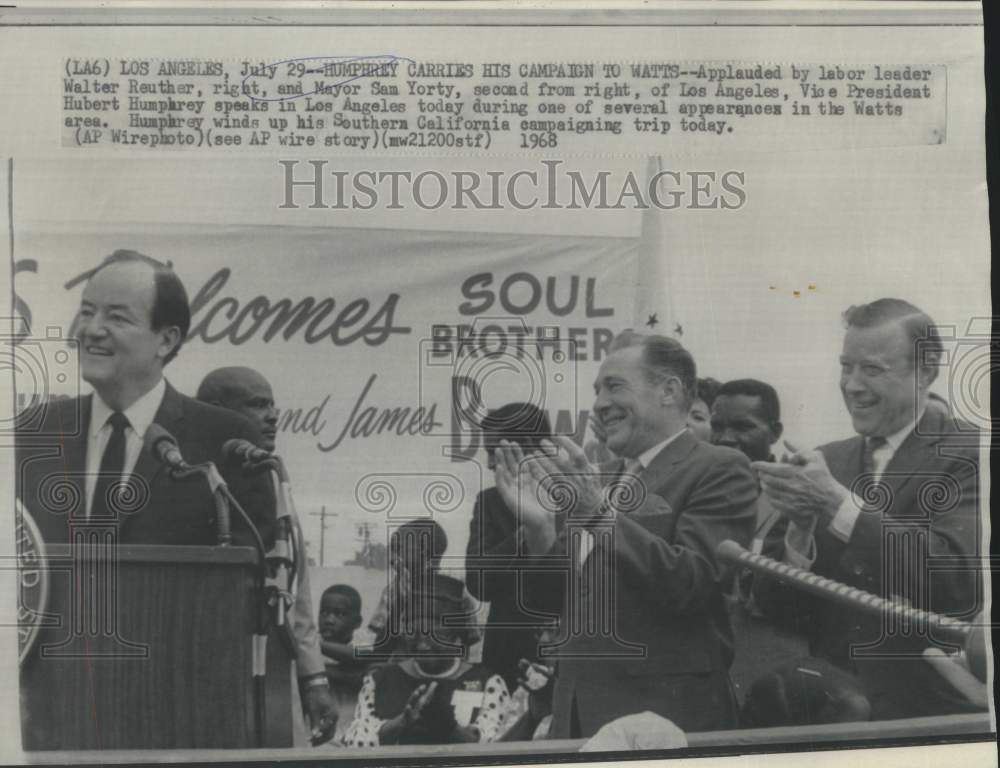 (LA6) LOS ANGELES, July 29--HUMPHREY CARRIES HIS CAMPAIGN TO WATTS--Applauded by labor leader
Walter Reuther, right, and Mayor Sam Yorty, second from right, of Los Angeles, Vice President
Hubert Humphrey speaks in Los Angeles today during one of several appearances in the Watts
area. Humphrey winds up his Southern California campaigning trip today.
(AP Wirephoto)(see AP wire story)(mw21200stf) 1968
HISTORICIMAGES
Welcomes SOUL
BROTHER
and James